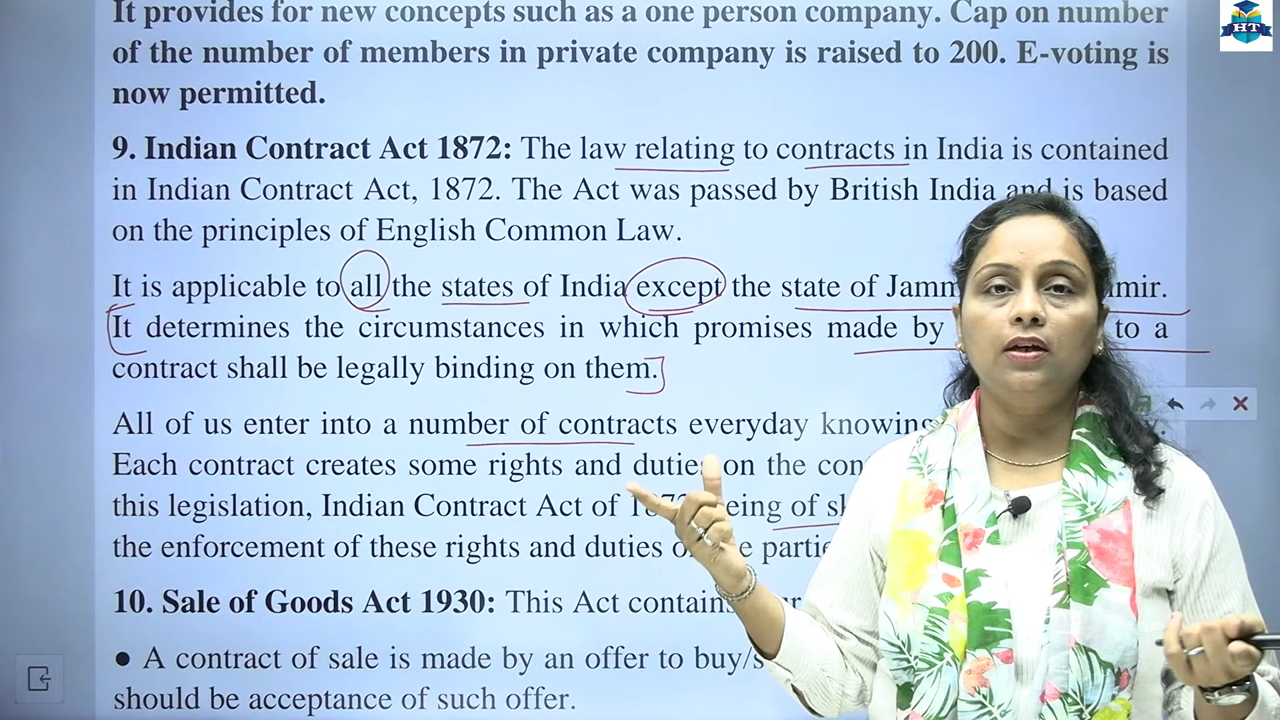 It provides for new concepts such as a one person company. Cap on number
of the number of members in private company is raised to 200. E-voting is
now permitted.
9. Indian Contract Act 1872: The law relating to contracts in India is contained
in Indian Contract Act, 1872. The Act was passed by British India and is based
on the principles of English Common Law.
It is applicable to all the states of India except the state of
It determines the circumstances in which promises made by to a
contract shall be legally binding on them.
All of us enter into a number of contracts everyday
Each contract creates some rights and duties on the
this legislation, Indian Contract Act of being of
the enforcement of these rights and duties
10. Sale of Goods Act 1930: This Act contains
● A contract of sale is made by an offer to
should be acceptance of such offer.
HT